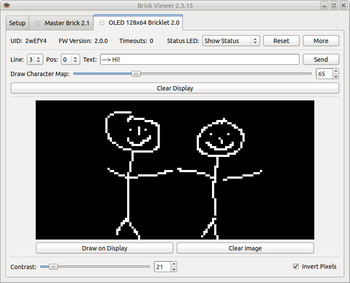 Brick Viewer 2.3.15
Setup Master Brick 2.1 OLED 128x64 Bricklet 2.0
UID: 2wEFY4 FW Version: 2.0.0 Timeouts: 0 Status LED: Show Status Reset More
Line: 3 Pos: 0 Text: ---> Hi! Send
Draw Character Map: 65
Clear Display
Draw on Display Clear Image
Contrast: 21 Invert Pixels